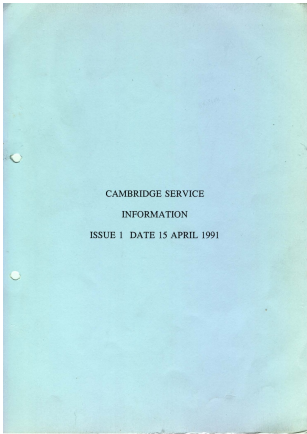 CAMBRIDGE SERVICE
INFORMATION
ISSUE 1 DATE 15 APRIL 1991